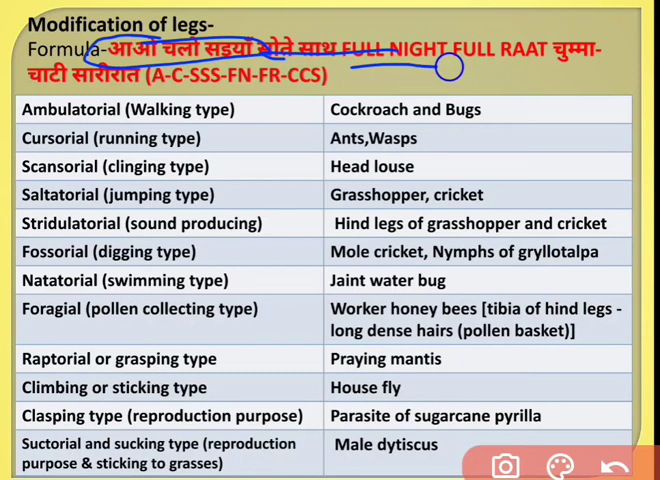 Modification of legs-
Formula-आओं चलो सइयाँ सोते साथ FULL NIGHT FULL RAAT चुम्मा-
चाटी सारीरात (A-C-SSS-FN-FR-CCS)
Ambulatorial (Walking type) Cockroach and Bugs
Cursorial (running type) Ants,Wasps
Scansorial (clinging type) Head louse
Saltatorial (jumping type) Grasshopper, cricket
Stridulatorial (sound producing) Hind legs of grasshopper and cricket
Fossorial (digging type) Mole cricket, Nymphs of gryllotalpa
Natatorial (swimming type) Jaint water bug
Foragial (pollen collecting type) Worker honey bees [tibia of hind legs -
long dense hairs (pollen basket)]
Raptorial or grasping type Praying mantis
Climbing or sticking type House fly
Clasping type (reproduction purpose) Parasite of sugarcane pyrilla
Suctorial and sucking type (reproduction
purpose & sticking to grasses) Male dytiscus